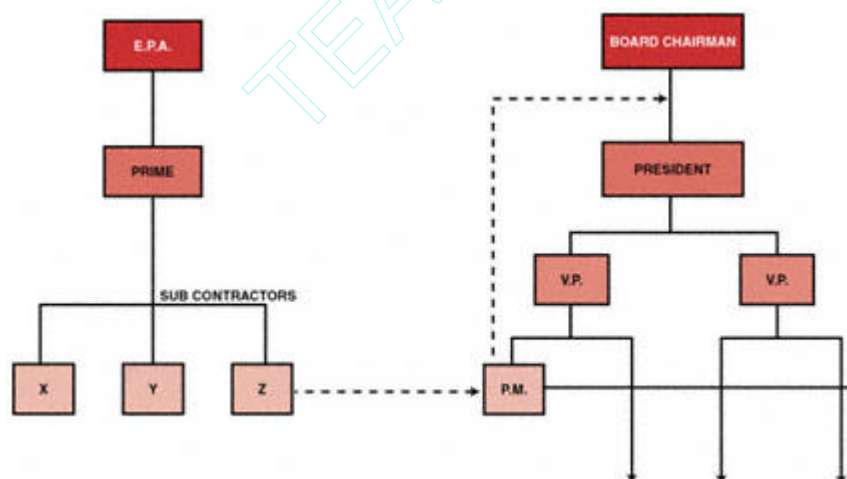 E.P.A.
PRIME
SUB CONTRACTORS
X
Y
Z
BOARD CHAIRMAN
PRESIDENT
V.P.
V.P.
P.M.